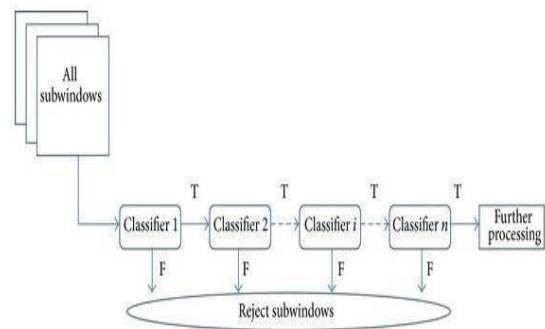 All
subwindows
T T T T
Classifier 1 Classifier 2 Classifier i Classifier n Further
processing
F F F F
Reject subwindows